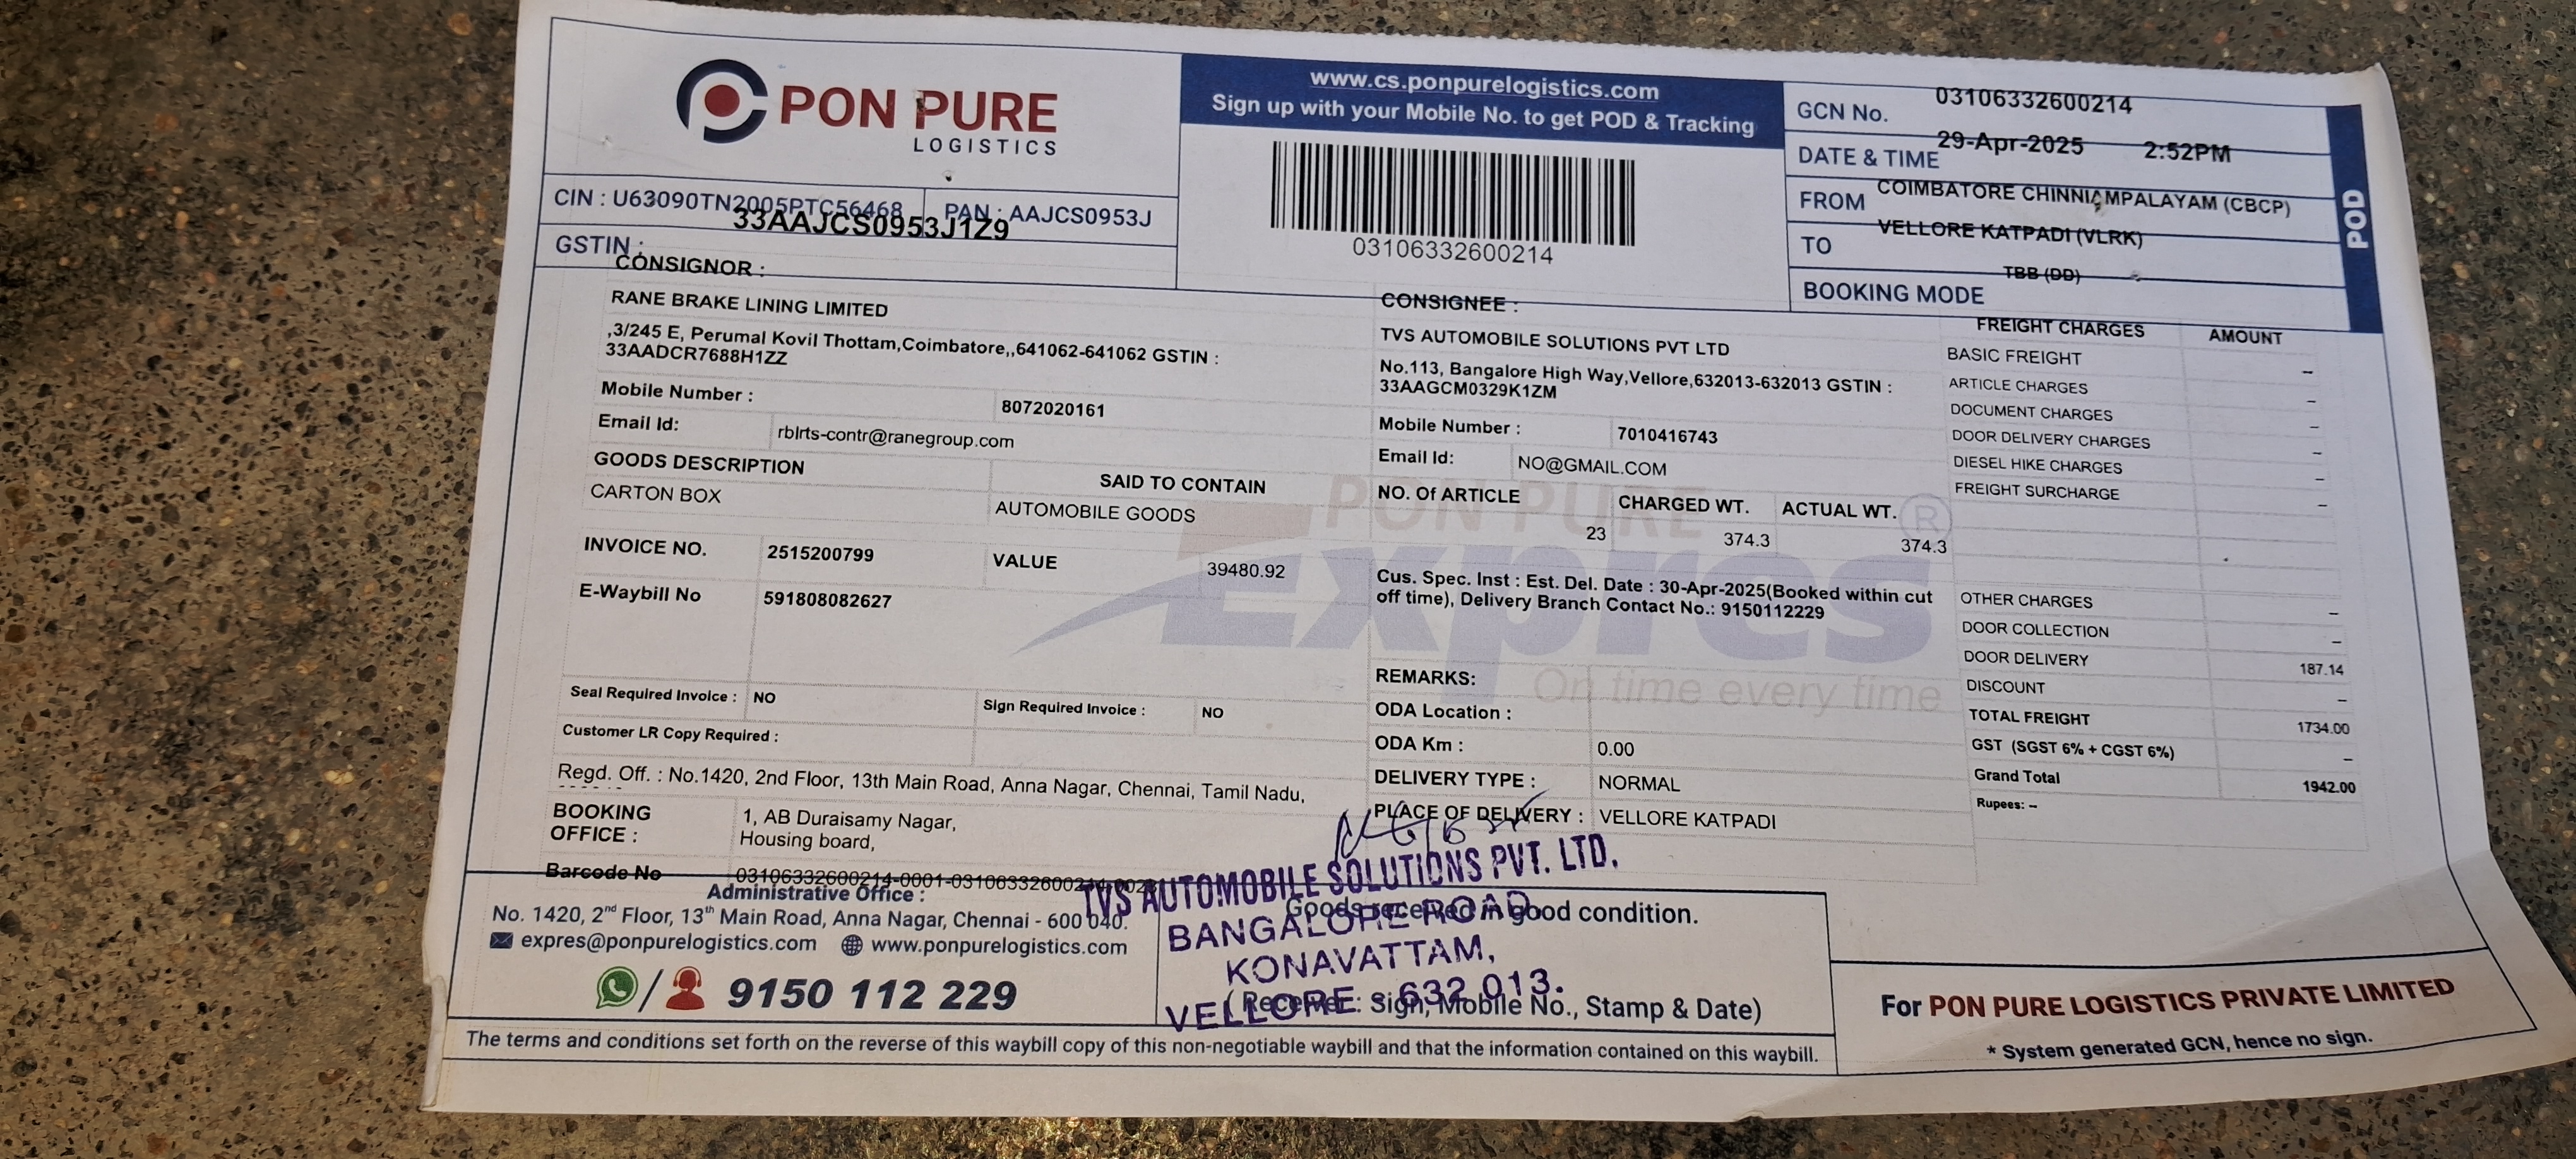 PON PURE
LOGISTICS
www.cs.ponpurelogistics.com
Sign up with your Mobile No. to get POD & Tracking
03106332600214
GCN No. 03106332600214
DATE & TIME 29-Apr-2025 2:52PM
FROM COIMBATORE CHINNIAMPALAYAM (CBCP)
TO VELLORE KATPADI (VLRK)
BOOKING MODE TBB (DD)
POD
CIN : U63090TN2005PTC56468 PAN : AAJCS0953J
GSTIN : 33AAJCS0953J1Z9
CONSIGNOR :
RANE BRAKE LINING LIMITED
,3/245 E, Perumal Kovil Thottam,Coimbatore,,641062-641062 GSTIN :
33AADCR7688H1ZZ
Mobile Number : 8072020161
Email Id: rblrts-contr@ranegroup.com
GOODS DESCRIPTION SAID TO CONTAIN
CARTON BOX AUTOMOBILE GOODS
INVOICE NO. 2515200799 VALUE 39480.92
E-Waybill No 591808082627
Seal Required Invoice : NO Sign Required Invoice : NO
Customer LR Copy Required :
Regd. Off. : No.1420, 2nd Floor, 13th Main Road, Anna Nagar, Chennai, Tamil Nadu,
BOOKING OFFICE : 1, AB Duraisamy Nagar,
Housing board,
Barcode No 03106332600214-0001-03106332600214-0023
CONSIGNEE :
TVS AUTOMOBILE SOLUTIONS PVT LTD
No.113, Bangalore High Way,Vellore,632013-632013 GSTIN :
33AAGCM0329K1ZM
Mobile Number : 7010416743
Email Id: NO@GMAIL.COM
NO. Of ARTICLE CHARGED WT. ACTUAL WT.
23 374.3 374.3
Cus. Spec. Inst : Est. Del. Date : 30-Apr-2025(Booked within cut
off time), Delivery Branch Contact No.: 9150112229
REMARKS:
ODA Location :
ODA Km : 0.00
DELIVERY TYPE : NORMAL
PLACE OF DELIVERY : VELLORE KATPADI
PON PURE
Expres ®
On time every time
FREIGHT CHARGES AMOUNT
BASIC FREIGHT –
ARTICLE CHARGES –
DOCUMENT CHARGES –
DOOR DELIVERY CHARGES –
DIESEL HIKE CHARGES –
FREIGHT SURCHARGE –
OTHER CHARGES –
DOOR COLLECTION –
DOOR DELIVERY 187.14
DISCOUNT –
TOTAL FREIGHT 1734.00
GST (SGST 6% + CGST 6%) –
Grand Total 1942.00
Rupees: --
Administrative Office :
No. 1420, 2nd Floor, 13th Main Road, Anna Nagar, Chennai - 600 040.
expres@ponpurelogistics.com www.ponpurelogistics.com
/ 9150 112 229
TVS AUTOMOBILE SOLUTIONS PVT. LTD.
BANGALORE ROAD,
KONAVATTAM,
VELLORE - 632 013.
Goods received in good condition.
( Receiver : Sign, Mobile No., Stamp & Date)
For PON PURE LOGISTICS PRIVATE LIMITED
* System generated GCN, hence no sign.
The terms and conditions set forth on the reverse of this waybill copy of this non-negotiable waybill and that the information contained on this waybill.